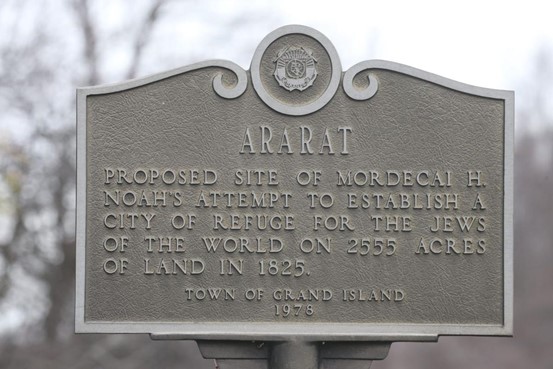 ARARAT
PROPOSED SITE OF MORDECAI H.
NOAH'S ATTEMPT TO ESTABLISH A
CITY OF REFUGE FOR THE JEWS
OF THE WORLD ON 2555 ACRES
OF LAND IN 1825.
TOWN OF GRAND ISLAND
1978